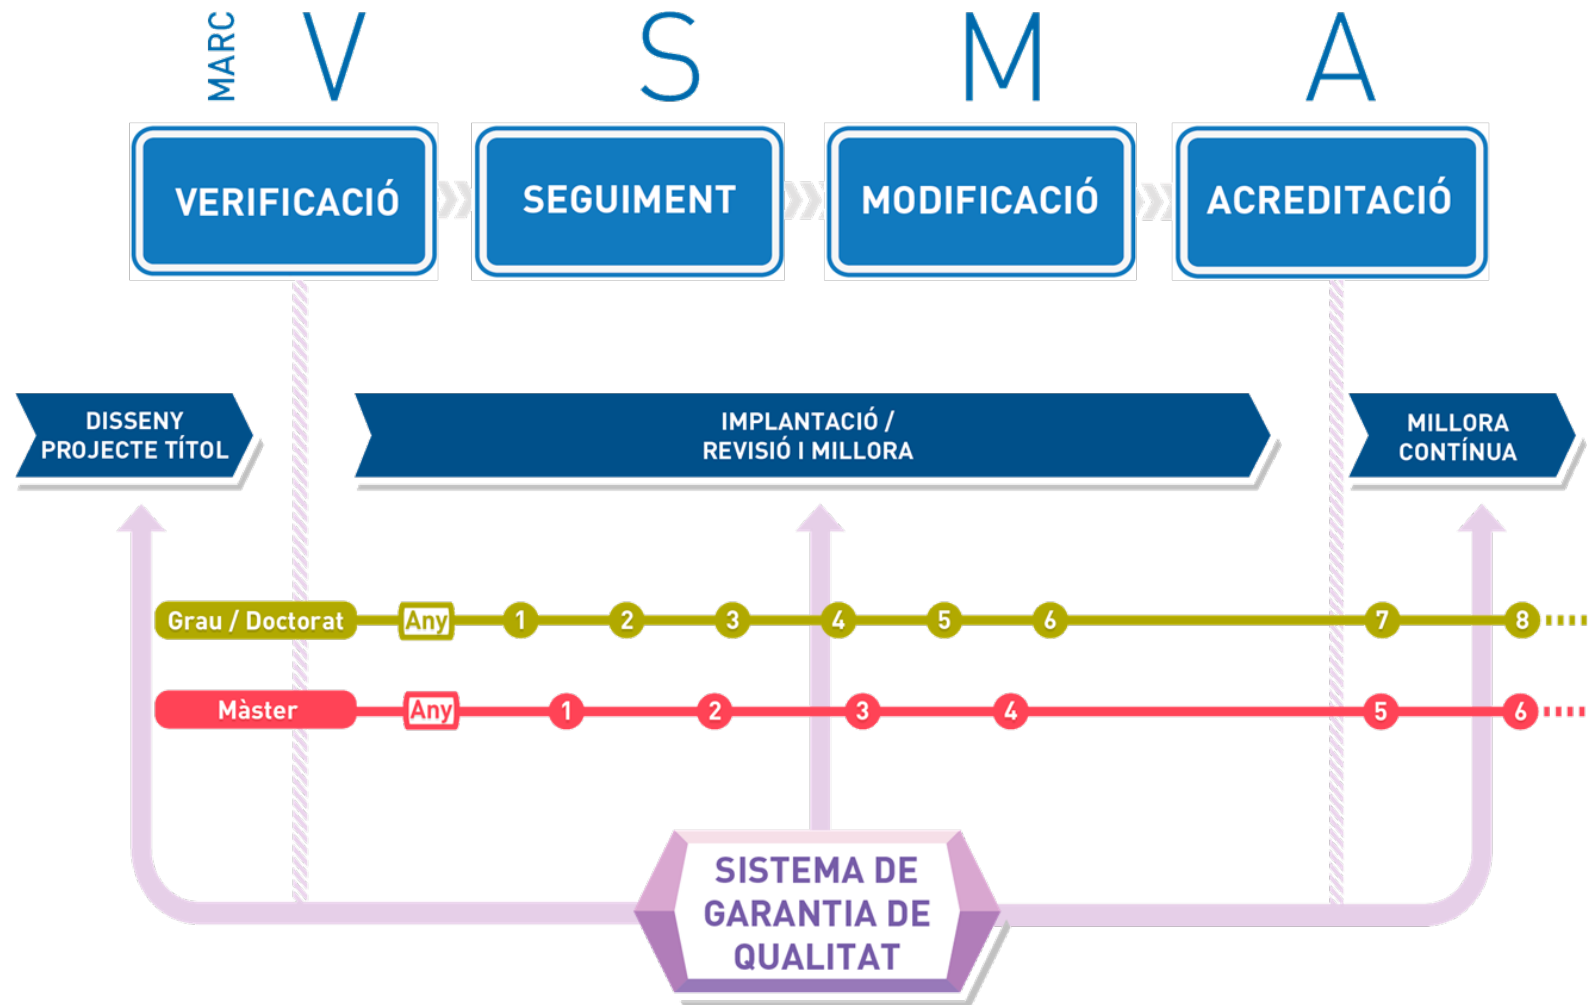 MARC
V S M A
VERIFICACIÓ
SEGUIMENT
MODIFICACIÓ
ACREDITACIÓ
DISSENY
PROJECTE TÍTOL
IMPLANTACIÓ /
REVISIÓ I MILLORA
MILLORA
CONTÍNUA
Grau / Doctorat Any 1 2 3 4 5 6 7 8
Màster Any 1 2 3 4 5 6
SISTEMA DE
GARANTIA DE
QUALITAT